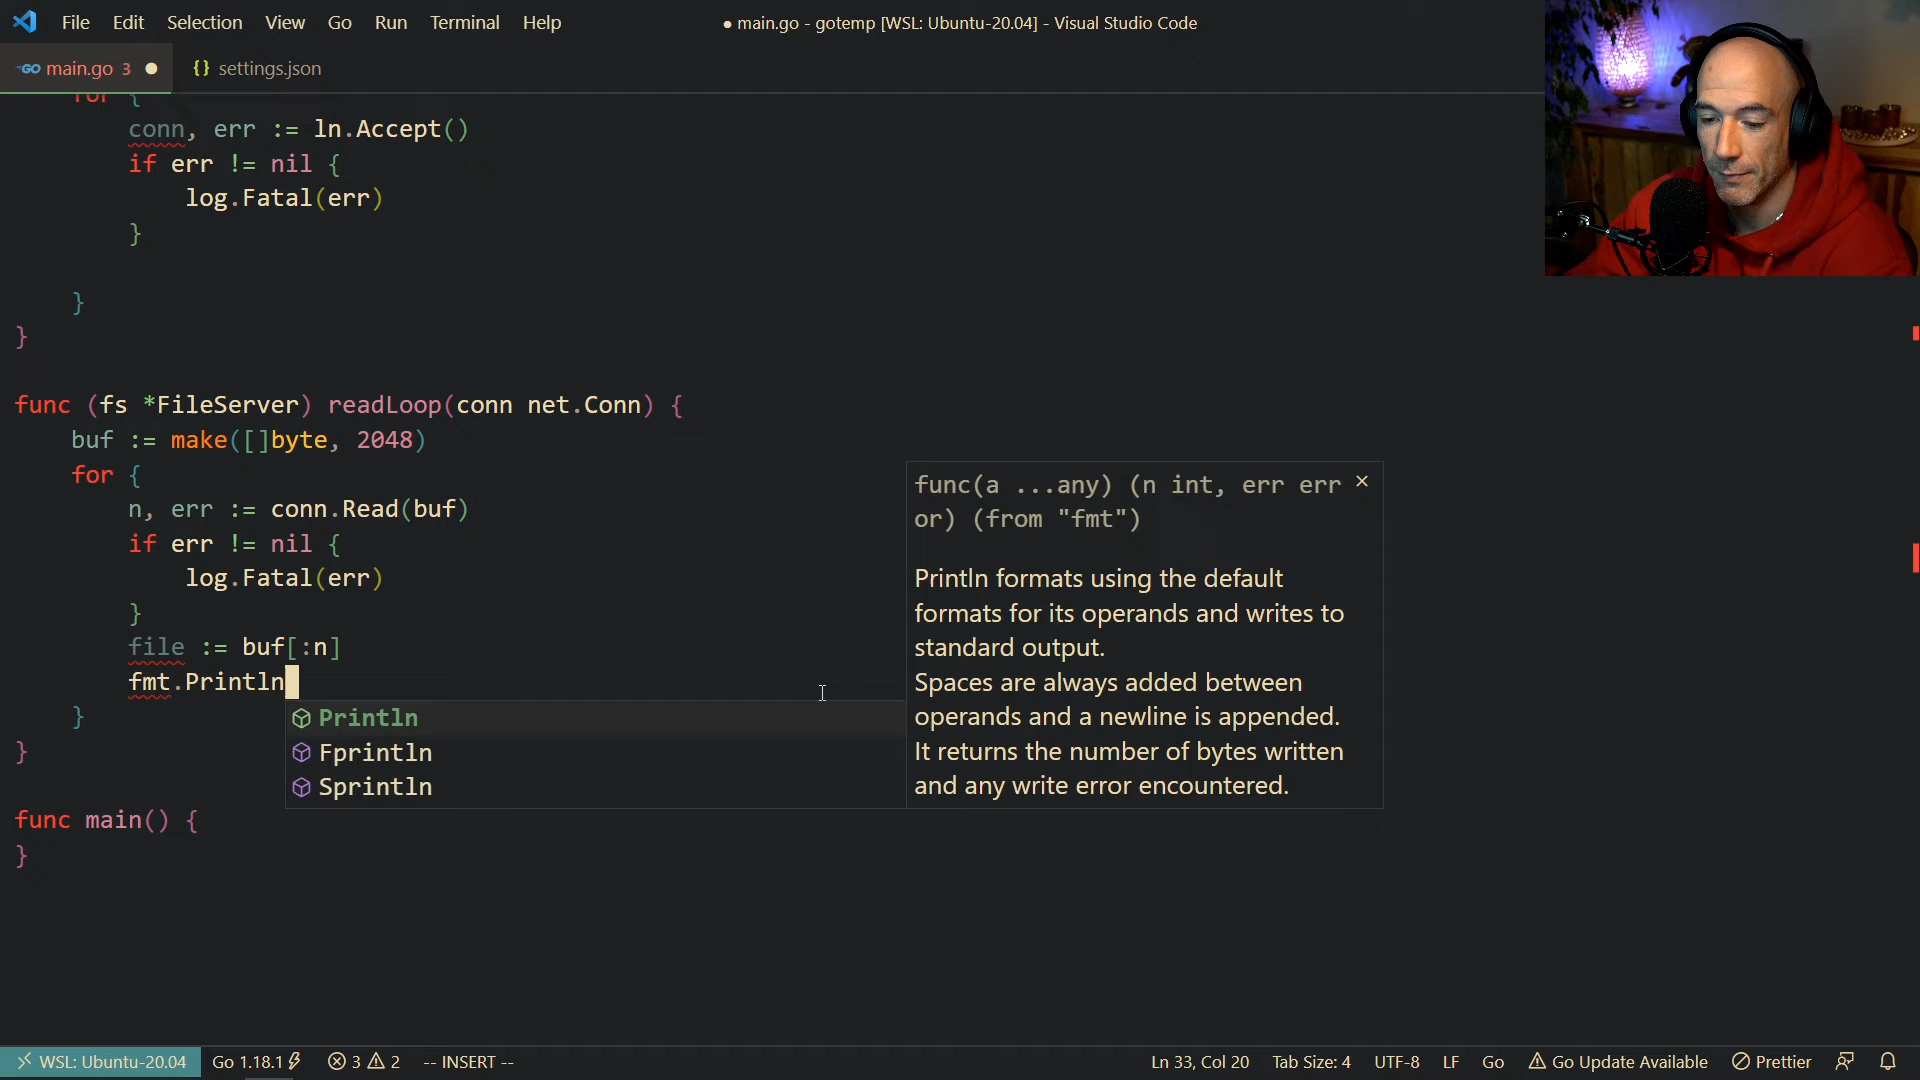 File Edit Selection View Go Run Terminal Help
● main.go - gotemp [WSL: Ubuntu-20.04] - Visual Studio Code
GO main.go 3 ● {} settings.json
for {
conn, err := ln.Accept()
if err != nil {
log.Fatal(err)
}
}
}
func (fs *FileServer) readLoop(conn net.Conn) {
buf := make([]byte, 2048)
for {
n, err := conn.Read(buf)
if err != nil {
log.Fatal(err)
}
file := buf[:n]
fmt.Println
}
}
Println
Fprintln
Sprintln
func(a ...any) (n int, err err
or) (from "fmt")
Println formats using the default
formats for its operands and writes to
standard output.
Spaces are always added between
operands and a newline is appended.
It returns the number of bytes written
and any write error encountered.
func main() {
}
WSL: Ubuntu-20.04 Go 1.18.1 3 2 -- INSERT -- Ln 33, Col 20 Tab Size: 4 UTF-8 LF Go Go Update Available Prettier